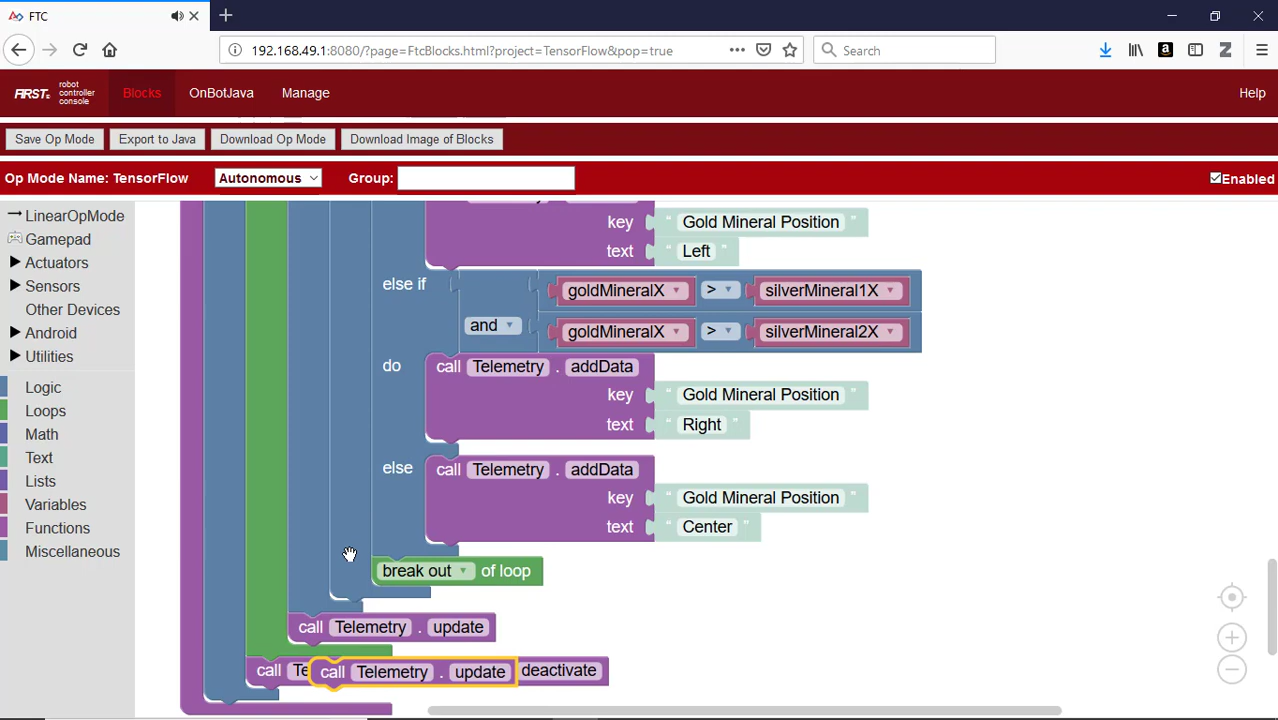 FTC
192.168.49.1:8080/?page=FtcBlocks.html?project=TensorFlow&pop=true
Search
FIRST robot controller console
Blocks
OnBotJava
Manage
Help
Save Op Mode
Export to Java
Download Op Mode
Download Image of Blocks
Op Mode Name: TensorFlow
Autonomous
Group:
Enabled
LinearOpMode
Gamepad
Actuators
Sensors
Other Devices
Android
Utilities
Logic
Loops
Math
Text
Lists
Variables
Functions
Miscellaneous
key “ Gold Mineral Position ”
text “ Left ”
else if goldMineralX > silverMineral1X
and goldMineralX > silverMineral2X
do call Telemetry . addData
key “ Gold Mineral Position ”
text “ Right ”
else call Telemetry . addData
key “ Gold Mineral Position ”
text “ Center ”
break out of loop
call Telemetry . update
call Te
call Telemetry . update
deactivate